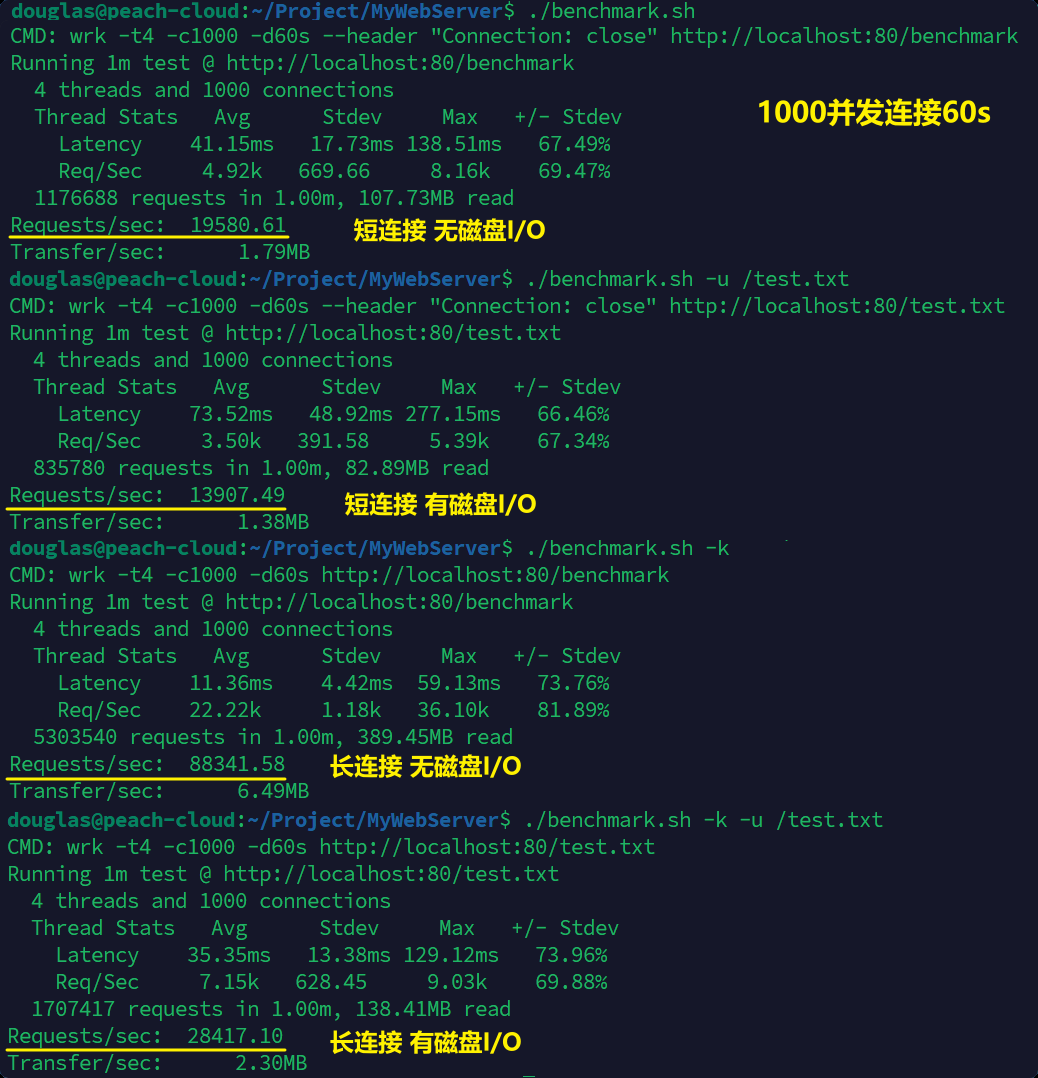 douglas@peach-cloud:~/Project/MyWebServer$ ./benchmark.sh
CMD: wrk -t4 -c1000 -d60s --header "Connection: close" http://localhost:80/benchmark
Running 1m test @ http://localhost:80/benchmark
4 threads and 1000 connections
1000并发连接60s
Thread Stats Avg Stdev Max +/- Stdev
Latency 41.15ms 17.73ms 138.51ms 67.49%
Req/Sec 4.92k 669.66 8.16k 69.47%
1176688 requests in 1.00m, 107.73MB read
Requests/sec: 19580.61
短连接 无磁盘I/O
Transfer/sec: 1.79MB
douglas@peach-cloud:~/Project/MyWebServer$ ./benchmark.sh -u /test.txt
CMD: wrk -t4 -c1000 -d60s --header "Connection: close" http://localhost:80/test.txt
Running 1m test @ http://localhost:80/test.txt
4 threads and 1000 connections
Thread Stats Avg Stdev Max +/- Stdev
Latency 73.52ms 48.92ms 277.15ms 66.46%
Req/Sec 3.50k 391.58 5.39k 67.34%
835780 requests in 1.00m, 82.89MB read
Requests/sec: 13907.49
短连接 有磁盘I/O
Transfer/sec: 1.38MB
douglas@peach-cloud:~/Project/MyWebServer$ ./benchmark.sh -k
CMD: wrk -t4 -c1000 -d60s http://localhost:80/benchmark
Running 1m test @ http://localhost:80/benchmark
4 threads and 1000 connections
Thread Stats Avg Stdev Max +/- Stdev
Latency 11.36ms 4.42ms 59.13ms 73.76%
Req/Sec 22.22k 1.18k 36.10k 81.89%
5303540 requests in 1.00m, 389.45MB read
Requests/sec: 88341.58
长连接 无磁盘I/O
Transfer/sec: 6.49MB
douglas@peach-cloud:~/Project/MyWebServer$ ./benchmark.sh -k -u /test.txt
CMD: wrk -t4 -c1000 -d60s http://localhost:80/test.txt
Running 1m test @ http://localhost:80/test.txt
4 threads and 1000 connections
Thread Stats Avg Stdev Max +/- Stdev
Latency 35.35ms 13.38ms 129.12ms 73.96%
Req/Sec 7.15k 628.45 9.03k 69.88%
1707417 requests in 1.00m, 138.41MB read
Requests/sec: 28417.10
长连接 有磁盘I/O
Transfer/sec: 2.30MB